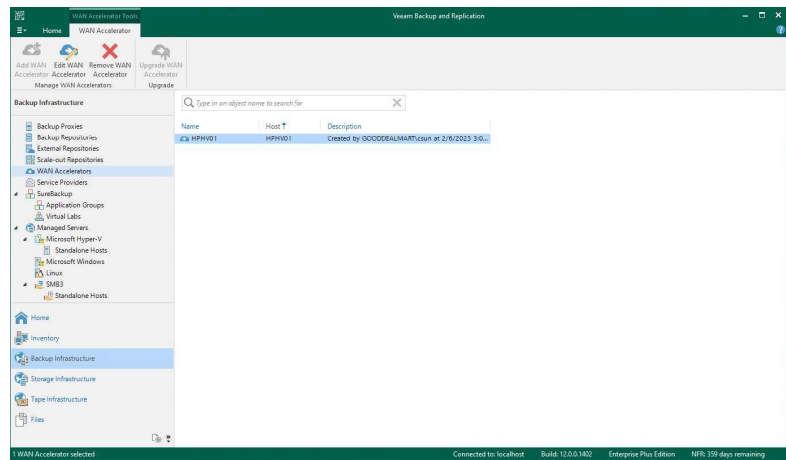 WAN Accelerator Tools
Veeam Backup and Replication
Home
WAN Accelerator
Add WAN Accelerator
Edit WAN Accelerator
Remove WAN Accelerator
Upgrade WAN Accelerator
Manage WAN Accelerators
Upgrade
Backup Infrastructure
Type in an object name to search for
Backup Proxies
Backup Repositories
External Repositories
Scale-out Repositories
WAN Accelerators
Service Providers
SureBackup
Application Groups
Virtual Labs
Managed Servers
Microsoft Hyper-V
Standalone Hosts
Microsoft Windows
Linux
SMB3
Standalone Hosts
Name Host Description
HPHV01 HPHV01 Created by GOODDEALMART\csun at 2/6/2023 3:0...
Home
Inventory
Backup Infrastructure
Storage Infrastructure
Tape Infrastructure
Files
1 WAN Accelerator selected
Connected to: localhost Build: 12.0.0.1402 Enterprise Plus Edition NFR: 359 days remaining